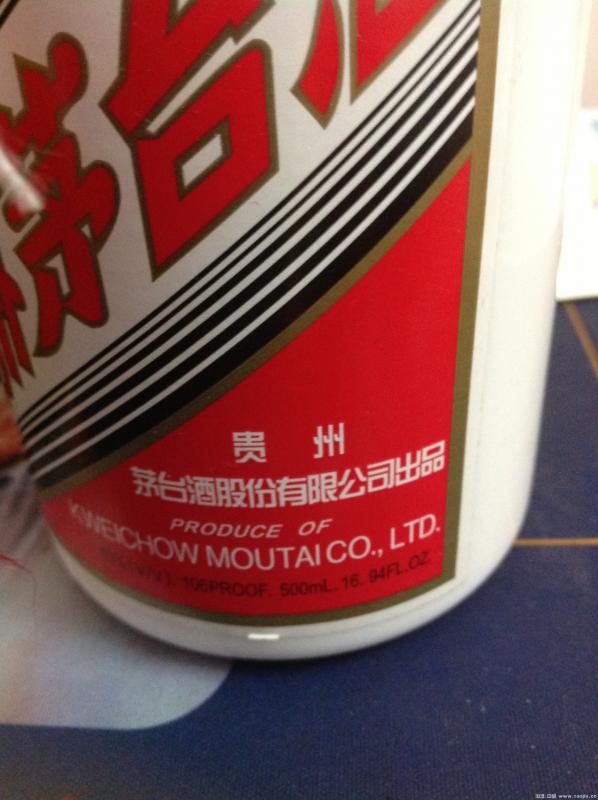 茅台酒
贵 州
茅台酒股份有限公司出品
PRODUCE OF
KWEICHOW MOUTAI CO., LTD.
(V/V). 106PROOF. 500mL. 16. 94FL.OZ.